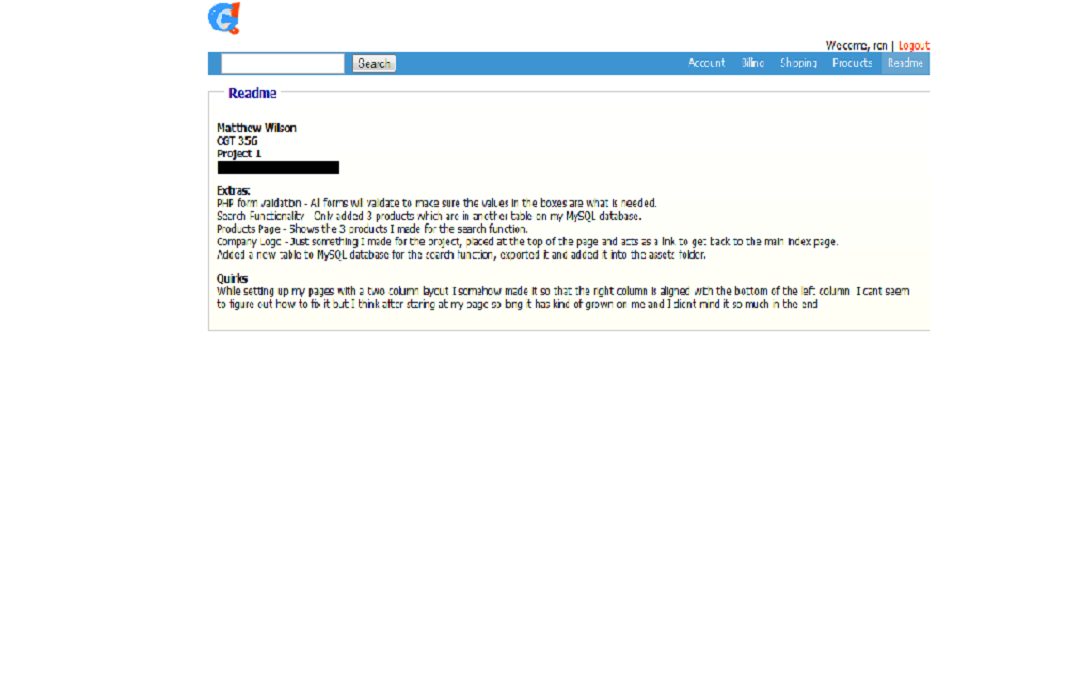 C!
Welcome, ron | Logout
Search
Account Billing Shipping Products Readme
Readme
Matthew Wilson
CGT 356
Project 1
Extras:
PHP form validation - All forms will validate to make sure the values in the boxes are what is needed.
Search Functionality - Only added 3 products which are in another table on my MySQL database.
Products Page - Shows the 3 products I made for the search function.
Company Logo - Just something I made for the project, placed at the top of the page and acts as a link to get back to the main index page.
Added a new table to MySQL database for the search function, exported it and added it into the assets folder.
Quirks
While setting up my pages with a two column layout I somehow made it so that the right column is aligned with the bottom of the left column. I cant seem
to figure out how to fix it but I think after staring at my page so long it has kind of grown on me and I didnt mind it so much in the end